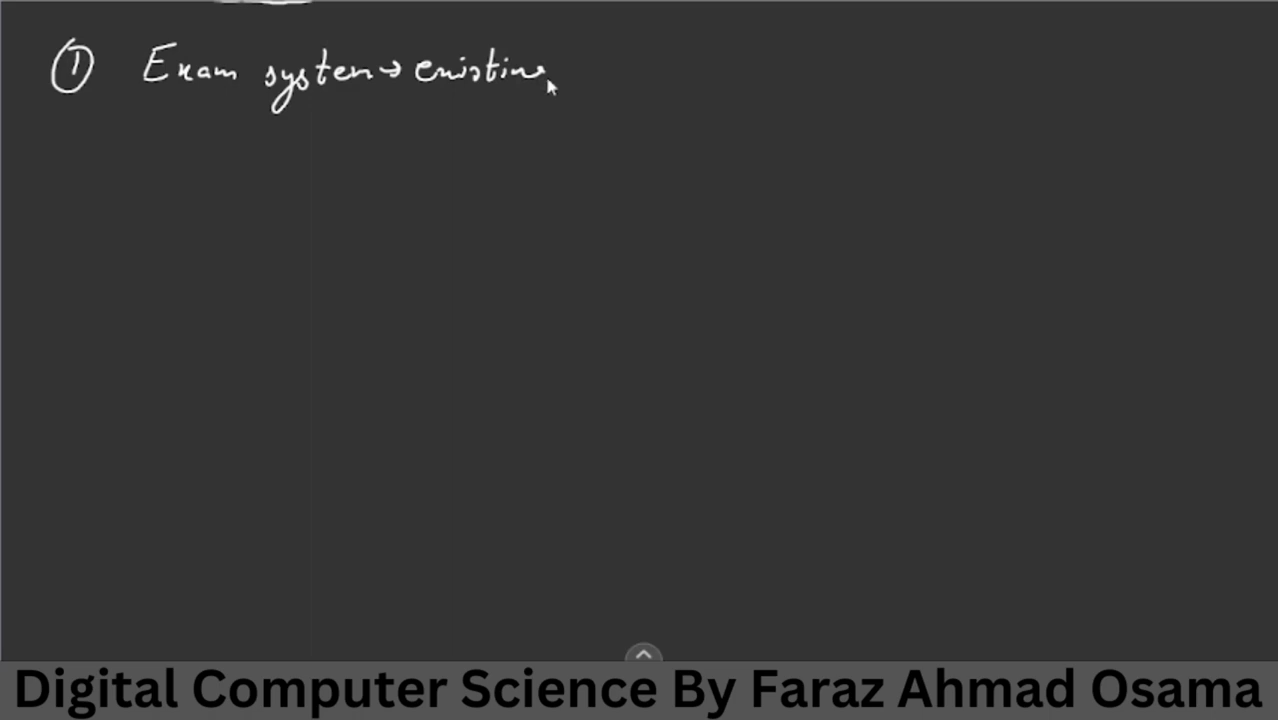 ① Exam system → existing
Digital Computer Science By Faraz Ahmad Osama